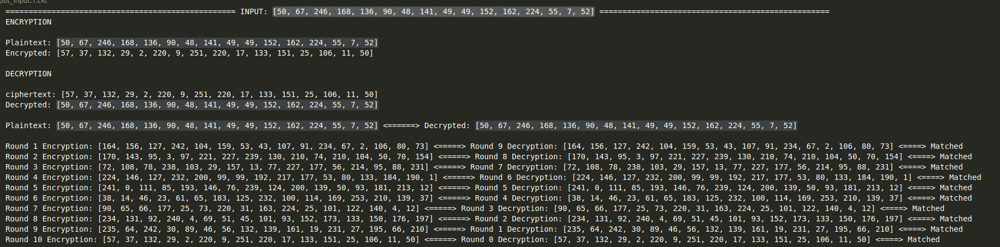 put_input.1.txt
================================================== INPUT: [50, 67, 246, 168, 136, 90, 48, 141, 49, 49, 152, 162, 224, 55, 7, 52] ==================================================
ENCRYPTION
Plaintext: [50, 67, 246, 168, 136, 90, 48, 141, 49, 49, 152, 162, 224, 55, 7, 52]
Encrypted: [57, 37, 132, 29, 2, 220, 9, 251, 220, 17, 133, 151, 25, 106, 11, 50]
DECRYPTION
ciphertext: [57, 37, 132, 29, 2, 220, 9, 251, 220, 17, 133, 151, 25, 106, 11, 50]
Decrypted: [50, 67, 246, 168, 136, 90, 48, 141, 49, 49, 152, 162, 224, 55, 7, 52]
Plaintext: [50, 67, 246, 168, 136, 90, 48, 141, 49, 49, 152, 162, 224, 55, 7, 52] <======> Decrypted: [50, 67, 246, 168, 136, 90, 48, 141, 49, 49, 152, 162, 224, 55, 7, 52]
Round 1 Encryption: [164, 156, 127, 242, 104, 159, 53, 43, 107, 91, 234, 67, 2, 106, 80, 73] <=====> Round 9 Decryption: [164, 156, 127, 242, 104, 159, 53, 43, 107, 91, 234, 67, 2, 106, 80, 73] <====> Matched
Round 2 Encryption: [170, 143, 95, 3, 97, 221, 227, 239, 130, 210, 74, 210, 104, 50, 70, 154] <=====> Round 8 Decryption: [170, 143, 95, 3, 97, 221, 227, 239, 130, 210, 74, 210, 104, 50, 70, 154] <====> Matched
Round 3 Encryption: [72, 108, 78, 238, 103, 29, 157, 13, 77, 227, 177, 56, 214, 95, 88, 231] <=====> Round 7 Decryption: [72, 108, 78, 238, 103, 29, 157, 13, 77, 227, 177, 56, 214, 95, 88, 231] <====> Matched
Round 4 Encryption: [224, 146, 127, 232, 200, 99, 99, 192, 217, 177, 53, 80, 133, 184, 190, 1] <=====> Round 6 Decryption: [224, 146, 127, 232, 200, 99, 99, 192, 217, 177, 53, 80, 133, 184, 190, 1] <====> Matched
Round 5 Encryption: [241, 0, 111, 85, 193, 146, 76, 239, 124, 200, 139, 50, 93, 181, 213, 12] <=====> Round 5 Decryption: [241, 0, 111, 85, 193, 146, 76, 239, 124, 200, 139, 50, 93, 181, 213, 12] <====> Matched
Round 6 Encryption: [38, 14, 46, 23, 61, 65, 183, 125, 232, 100, 114, 169, 253, 210, 139, 37] <=====> Round 4 Decryption: [38, 14, 46, 23, 61, 65, 183, 125, 232, 100, 114, 169, 253, 210, 139, 37] <====> Matched
Round 7 Encryption: [90, 65, 66, 177, 25, 73, 220, 31, 163, 224, 25, 101, 122, 140, 4, 12] <=====> Round 3 Decryption: [90, 65, 66, 177, 25, 73, 220, 31, 163, 224, 25, 101, 122, 140, 4, 12] <====> Matched
Round 8 Encryption: [234, 131, 92, 240, 4, 69, 51, 45, 101, 93, 152, 173, 133, 150, 176, 197] <=====> Round 2 Decryption: [234, 131, 92, 240, 4, 69, 51, 45, 101, 93, 152, 173, 133, 150, 176, 197] <====> Matched
Round 9 Encryption: [235, 64, 242, 30, 89, 46, 56, 132, 139, 161, 19, 231, 27, 195, 66, 210] <=====> Round 1 Decryption: [235, 64, 242, 30, 89, 46, 56, 132, 139, 161, 19, 231, 27, 195, 66, 210] <====> Matched
Round 10 Encryption: [57, 37, 132, 29, 2, 220, 9, 251, 220, 17, 133, 151, 25, 106, 11, 50] <=====> Round 0 Decryption: [57, 37, 132, 29, 2, 220, 9, 251, 220, 17, 133, 151, 25, 106, 11, 50] <====> Matched